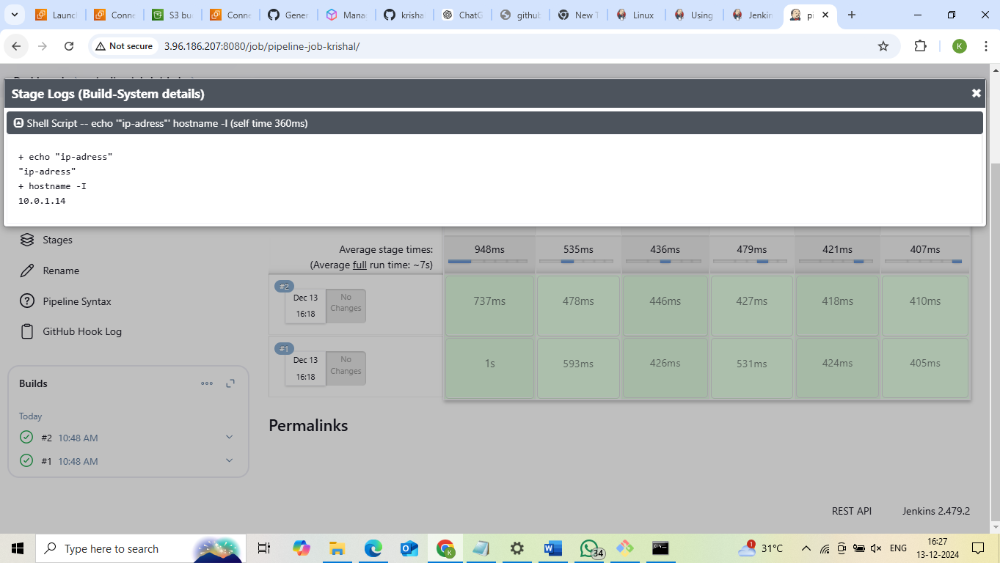 Launc
Conne
S3 bu
Conne
Gener
Mana
krisha
ChatG
github
New T
Linux
Using
Jenkin
pi
Not secure
3.96.186.207:8080/job/pipeline-job-krishal/
K
Stage Logs (Build-System details)
Shell Script -- echo '"ip-adress"' hostname -I (self time 360ms)
+ echo "ip-adress"
"ip-adress"
+ hostname -I
10.0.1.14
Stages
Rename
Pipeline Syntax
GitHub Hook Log
Average stage times:
(Average full run time: ~7s)
948ms
535ms
436ms
479ms
421ms
407ms
#2
Dec 13
16:18
No
Changes
737ms
478ms
446ms
427ms
418ms
410ms
#1
Dec 13
16:18
No
Changes
1s
593ms
426ms
531ms
424ms
405ms
Builds
Today
#2 10:48 AM
#1 10:48 AM
Permalinks
REST API
Jenkins 2.479.2
Type here to search
34
1
31°C
ENG
16:27
13-12-2024